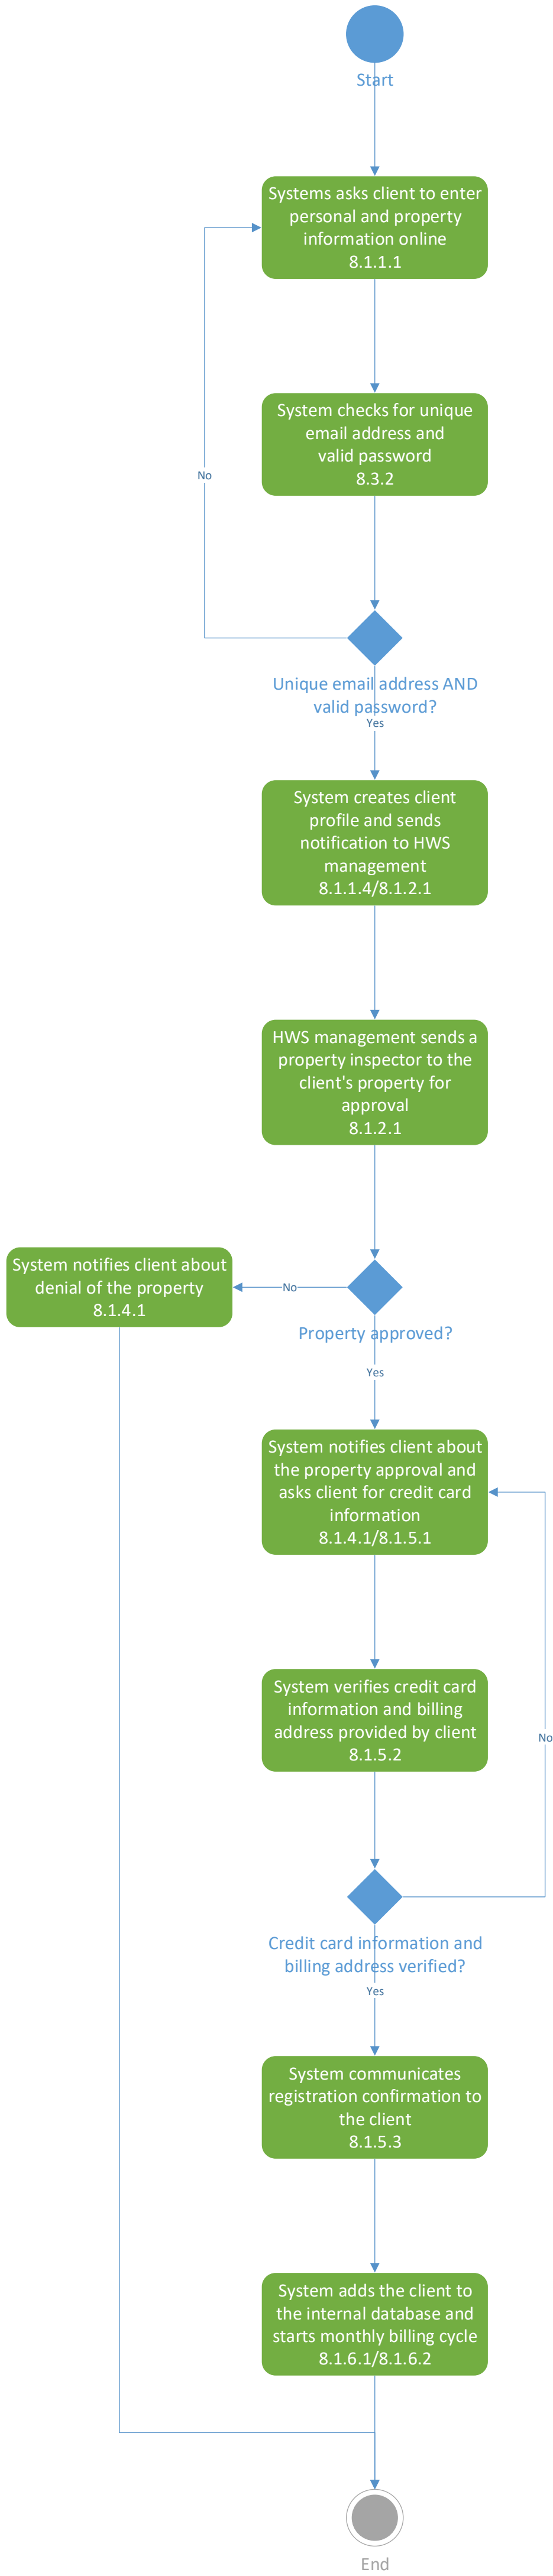 Start
Systems asks client to enter
personal and property
information online
8.1.1.1
System checks for unique
email address and
valid password
8.3.2
No
Unique email address AND
valid password?
Yes
System creates client
profile and sends
notification to HWS
management
8.1.1.4/8.1.2.1
HWS management sends a
property inspector to the
client's property for
approval
8.1.2.1
System notifies client about
denial of the property
8.1.4.1
No
Property approved?
Yes
System notifies client about
the property approval and
asks client for credit card
information
8.1.4.1/8.1.5.1
System verifies credit card
information and billing
address provided by client
8.1.5.2
No
Credit card information and
billing address verified?
Yes
System communicates
registration confirmation to
the client
8.1.5.3
System adds the client to
the internal database and
starts monthly billing cycle
8.1.6.1/8.1.6.2
End